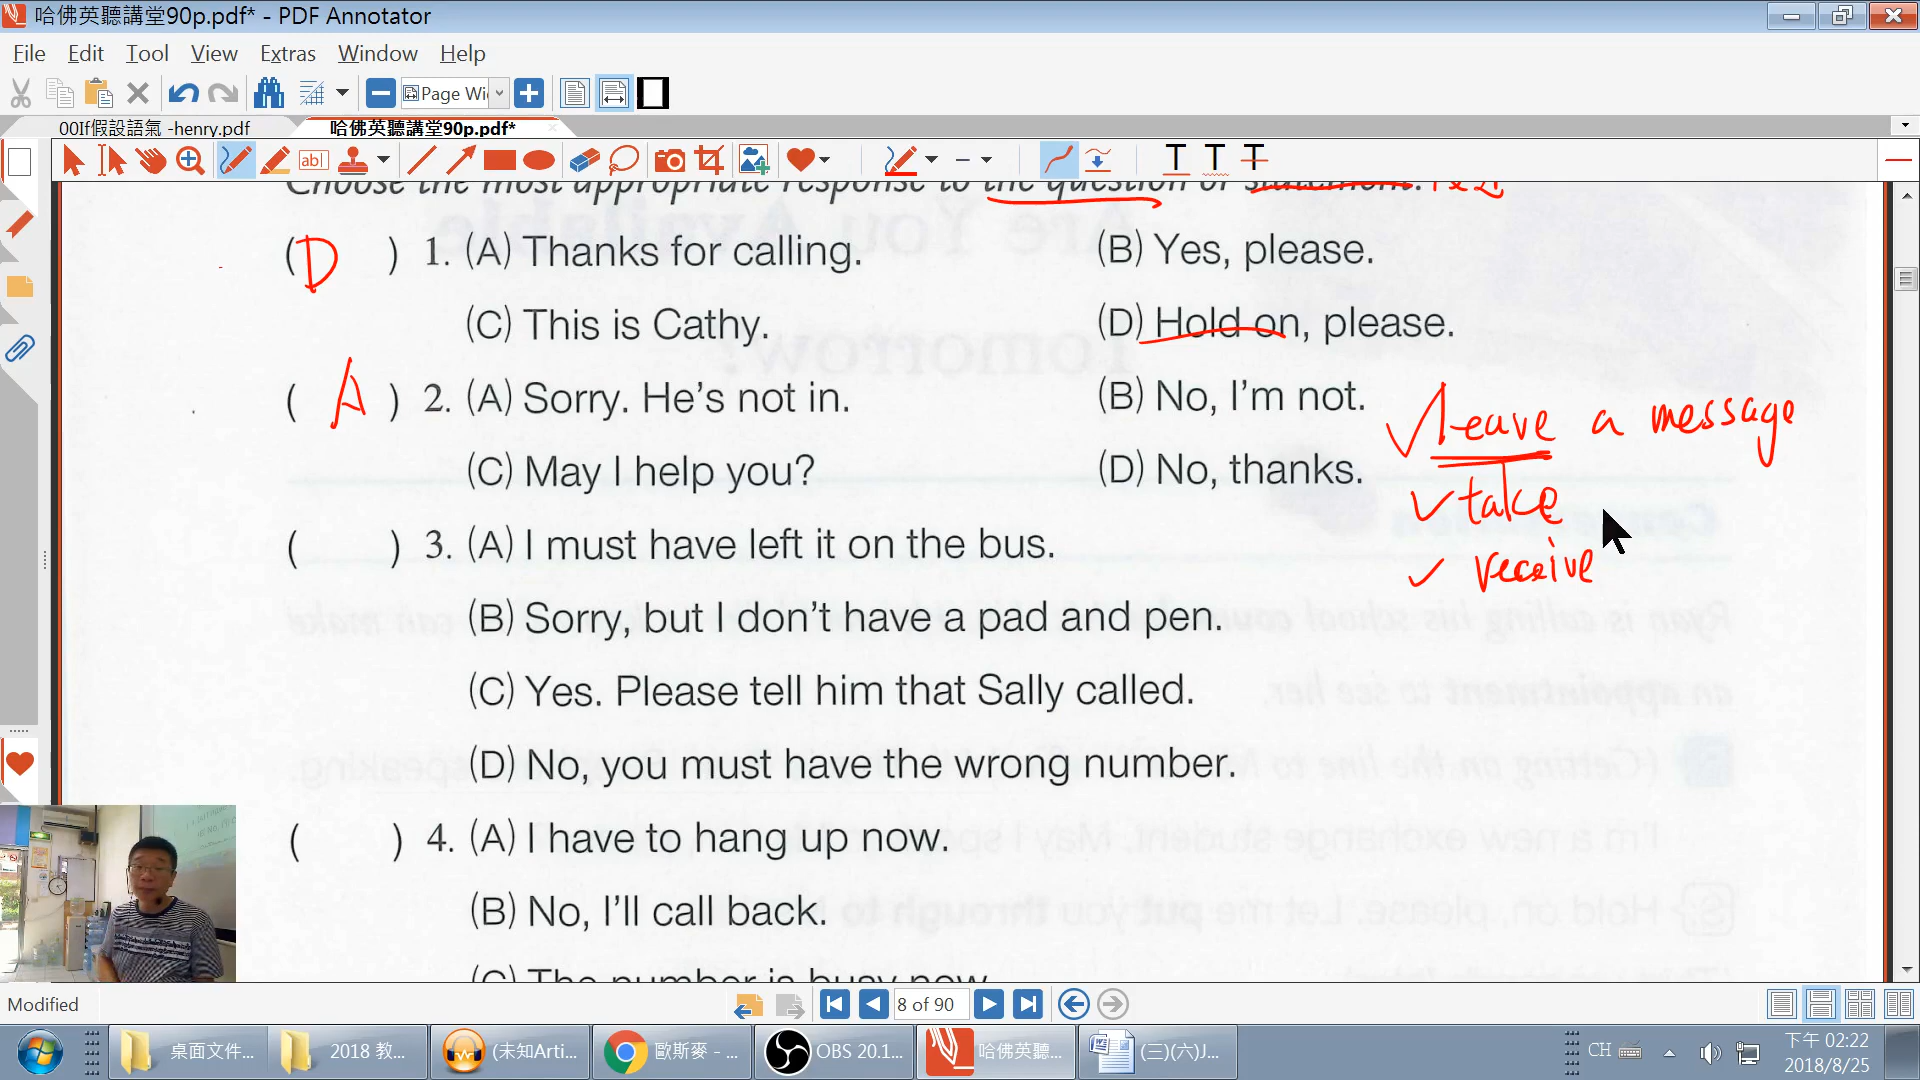 哈佛英聽講堂90p.pdf* - PDF Annotator
File Edit Tool View Extras Window Help
Page Wi
00If假設語氣 -henry.pdf
哈佛英聽講堂90p.pdf*
Choose the most appropriate response to the question or statement.
(D) 1. (A) Thanks for calling. (B) Yes, please.
(C) This is Cathy. (D) Hold on, please.
(A) 2. (A) Sorry. He's not in. (B) No, I'm not.
leave a message
(C) May I help you? (D) No, thanks.
take
( ) 3. (A) I must have left it on the bus.
receive
(B) Sorry, but I don't have a pad and pen.
(C) Yes. Please tell him that Sally called.
(D) No, you must have the wrong number.
( ) 4. (A) I have to hang up now.
(B) No, I'll call back.
(C) The number is busy now.
Modified
8 of 90
桌面文件...
2018 教...
(未知Arti...
歐斯麥 - ...
OBS 20.1...
哈佛英聽...
(三)(六)J...
CH
下午 02:22
2018/8/25